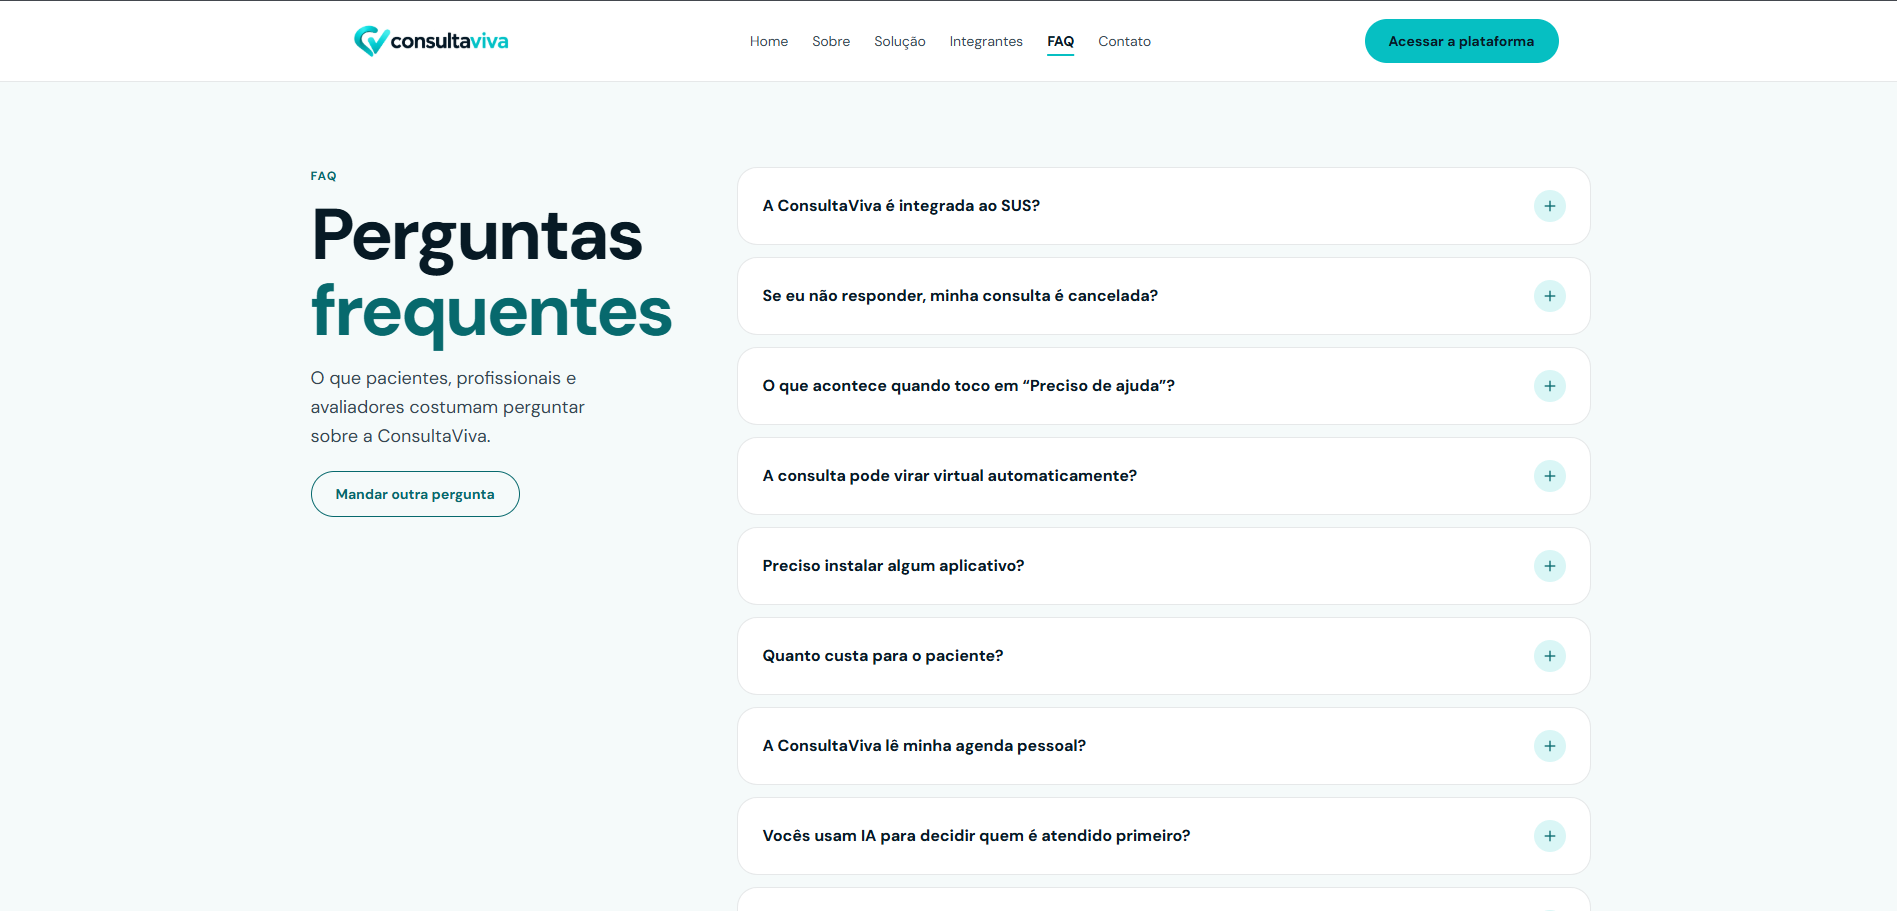 consultaviva
Home
Sobre
Solução
Integrantes
FAQ
Contato
Acessar a plataforma
FAQ
Perguntas
frequentes
O que pacientes, profissionais e
avaliadores costumam perguntar
sobre a ConsultaViva.
Mandar outra pergunta
A ConsultaViva é integrada ao SUS?
Se eu não responder, minha consulta é cancelada?
O que acontece quando toco em “Preciso de ajuda”?
A consulta pode virar virtual automaticamente?
Preciso instalar algum aplicativo?
Quanto custa para o paciente?
A ConsultaViva lê minha agenda pessoal?
Vocês usam IA para decidir quem é atendido primeiro?